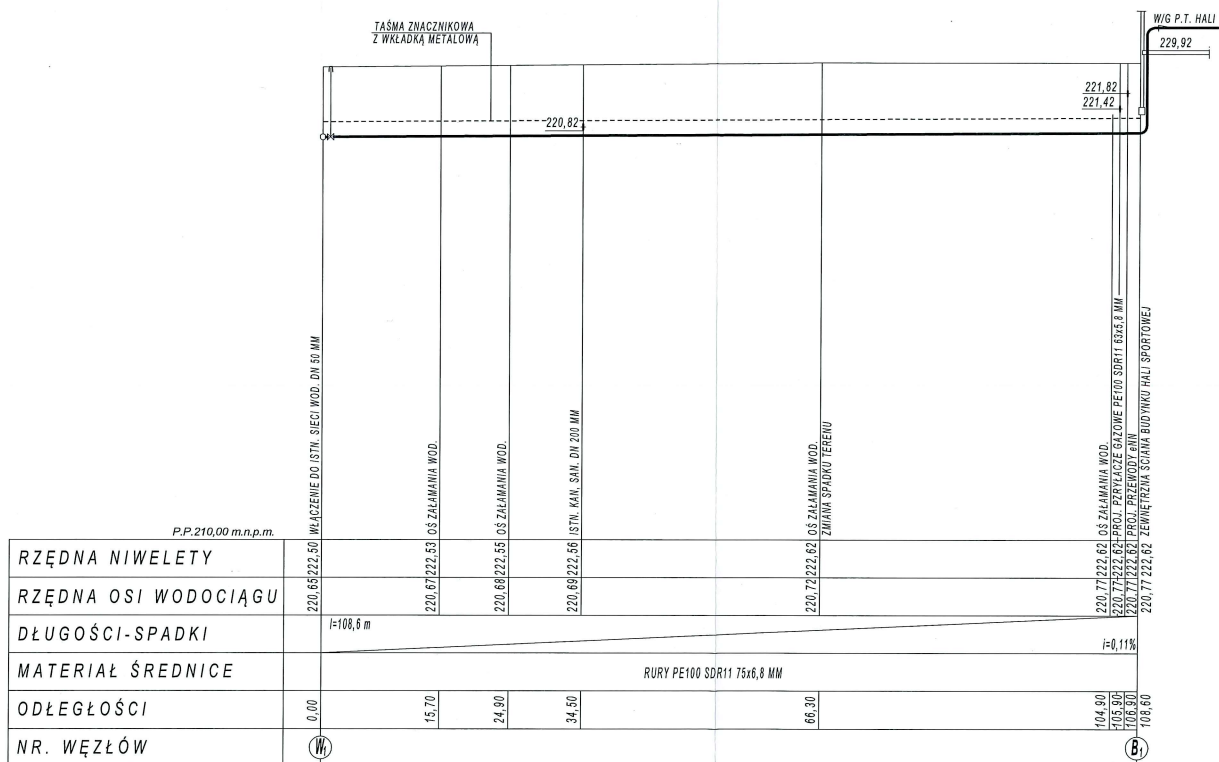 TAŚMA ZNACZNIKOWA
Z WKŁADKĄ METALOWĄ
W/G P.T. HALI
229,92
221,82
221,42
220,82
WŁĄCZENIE DO ISTN. SIECI WOD. DN 50 MM
OŚ ZAŁAMANIA WOD.
OŚ ZAŁAMANIA WOD.
ISTN. KAN. SAN. DN 200 MM
OŚ ZAŁAMANIA WOD.
ZMIANA SPADKU TERENU
OŚ ZAŁAMANIA WOD.
PROJ. PZRYŁACZE GAZOWE PE100 SDR11 63x5,8 MM
PROJ. PRZEWODY eNN
ZEWNĘTRZNA ŚCIANA BUDYNKU HALI SPORTOWEJ
P.P.210,00 m.n.p.m.
RZĘDNA NIWELETY
222,50 222,53 222,55 222,56 222,62 222,62 222,62 222,62 222,62
RZĘDNA OSI WODOCIĄGU
220,65 220,67 220,68 220,69 220,72 220,77 220,77 220,77 220,77
DŁUGOŚCI-SPADKI
l=108,6 m
i=0,11%
MATERIAŁ ŚREDNICE
RURY PE100 SDR11 75x6,8 MM
ODŁEGŁOŚCI
0,00 15,70 24,90 34,50 66,30 104,90 105,90 106,90 108,60
NR. WĘZŁÓW
W1
B1